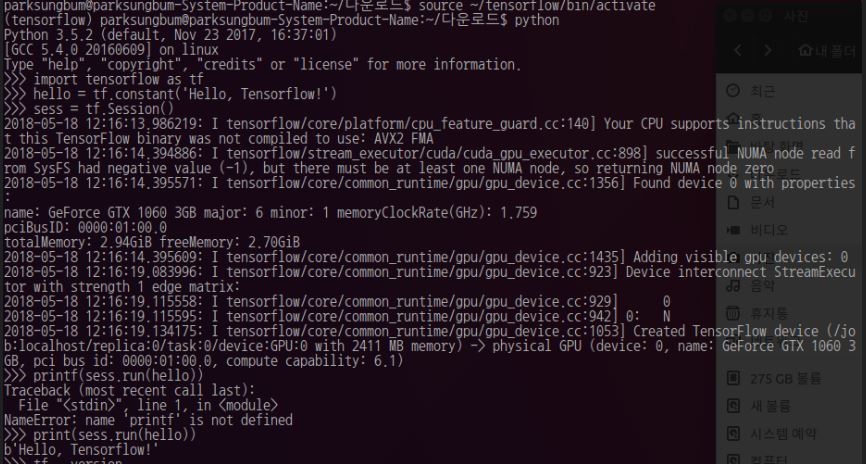 parksungbum@parksungbum-System-Product-Name:~/다운로드$ source ~/tensorflow/bin/activate
(tensorflow) parksungbum@parksungbum-System-Product-Name:~/다운로드$ python
Python 3.5.2 (default, Nov 23 2017, 16:37:01)
[GCC 5.4.0 20160609] on linux
Type "help", "copyright", "credits" or "license" for more information.
>>> import tensorflow as tf
>>> hello = tf.constant('Hello, Tensorflow!')
>>> sess = tf.Session()
2018-05-18 12:16:13.986219: I tensorflow/core/platform/cpu_feature_guard.cc:140] Your CPU supports instructions tha
t this TensorFlow binary was not compiled to use: AVX2 FMA
2018-05-18 12:16:14.394886: I tensorflow/stream_executor/cuda/cuda_gpu_executor.cc:898] successful NUMA node read f
rom SysFS had negative value (-1), but there must be at least one NUMA node, so returning NUMA node zero
2018-05-18 12:16:14.395571: I tensorflow/core/common_runtime/gpu/gpu_device.cc:1356] Found device 0 with properties
:
name: GeForce GTX 1060 3GB major: 6 minor: 1 memoryClockRate(GHz): 1.759
pciBusID: 0000:01:00.0
totalMemory: 2.94GiB freeMemory: 2.70GiB
2018-05-18 12:16:14.395609: I tensorflow/core/common_runtime/gpu/gpu_device.cc:1435] Adding visible gpu devices: 0
2018-05-18 12:16:19.083996: I tensorflow/core/common_runtime/gpu/gpu_device.cc:923] Device interconnect StreamExecu
tor with strength 1 edge matrix:
2018-05-18 12:16:19.115558: I tensorflow/core/common_runtime/gpu/gpu_device.cc:929]      0
2018-05-18 12:16:19.115595: I tensorflow/core/common_runtime/gpu/gpu_device.cc:942] 0:   N
2018-05-18 12:16:19.134175: I tensorflow/core/common_runtime/gpu/gpu_device.cc:1053] Created TensorFlow device (/jo
b:localhost/replica:0/task:0/device:GPU:0 with 2411 MB memory) -> physical GPU (device: 0, name: GeForce GTX 1060 3
GB, pci bus id: 0000:01:00.0, compute capability: 6.1)
>>> printf(sess.run(hello))
Traceback (most recent call last):
  File "<stdin>", line 1, in <module>
NameError: name 'printf' is not defined
>>> print(sess.run(hello))
b'Hello, Tensorflow!'
>>> tf.__version
사진
내 폴더
최근
홈
문서
비디오
음악
휴지통
275 GB 볼륨
새 볼륨
시스템 예약
컴퓨터